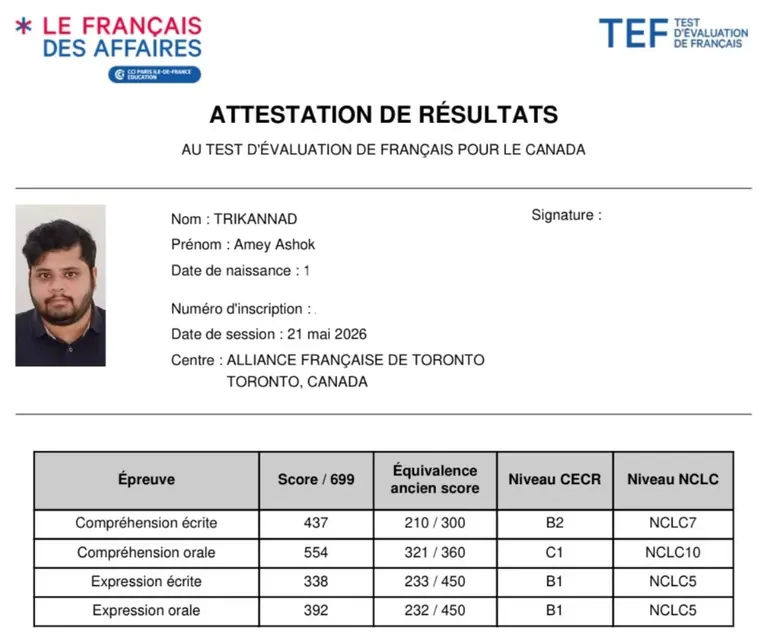 LE FRANÇAIS
DES AFFAIRES
CCI PARIS ILE-DE-FRANCE
EDUCATION
TEF TEST
D'ÉVALUATION
DE FRANÇAIS
ATTESTATION DE RÉSULTATS
AU TEST D'ÉVALUATION DE FRANÇAIS POUR LE CANADA
Nom : TRIKANNAD
Signature :
Prénom : Amey Ashok
Date de naissance : 1
Numéro d'inscription :
Date de session : 21 mai 2026
Centre : ALLIANCE FRANÇAISE DE TORONTO
TORONTO, CANADA
Épreuve Score / 699 Équivalence ancien score Niveau CECR Niveau NCLC
Compréhension écrite 437 210 / 300 B2 NCLC7
Compréhension orale 554 321 / 360 C1 NCLC10
Expression écrite 338 233 / 450 B1 NCLC5
Expression orale 392 232 / 450 B1 NCLC5